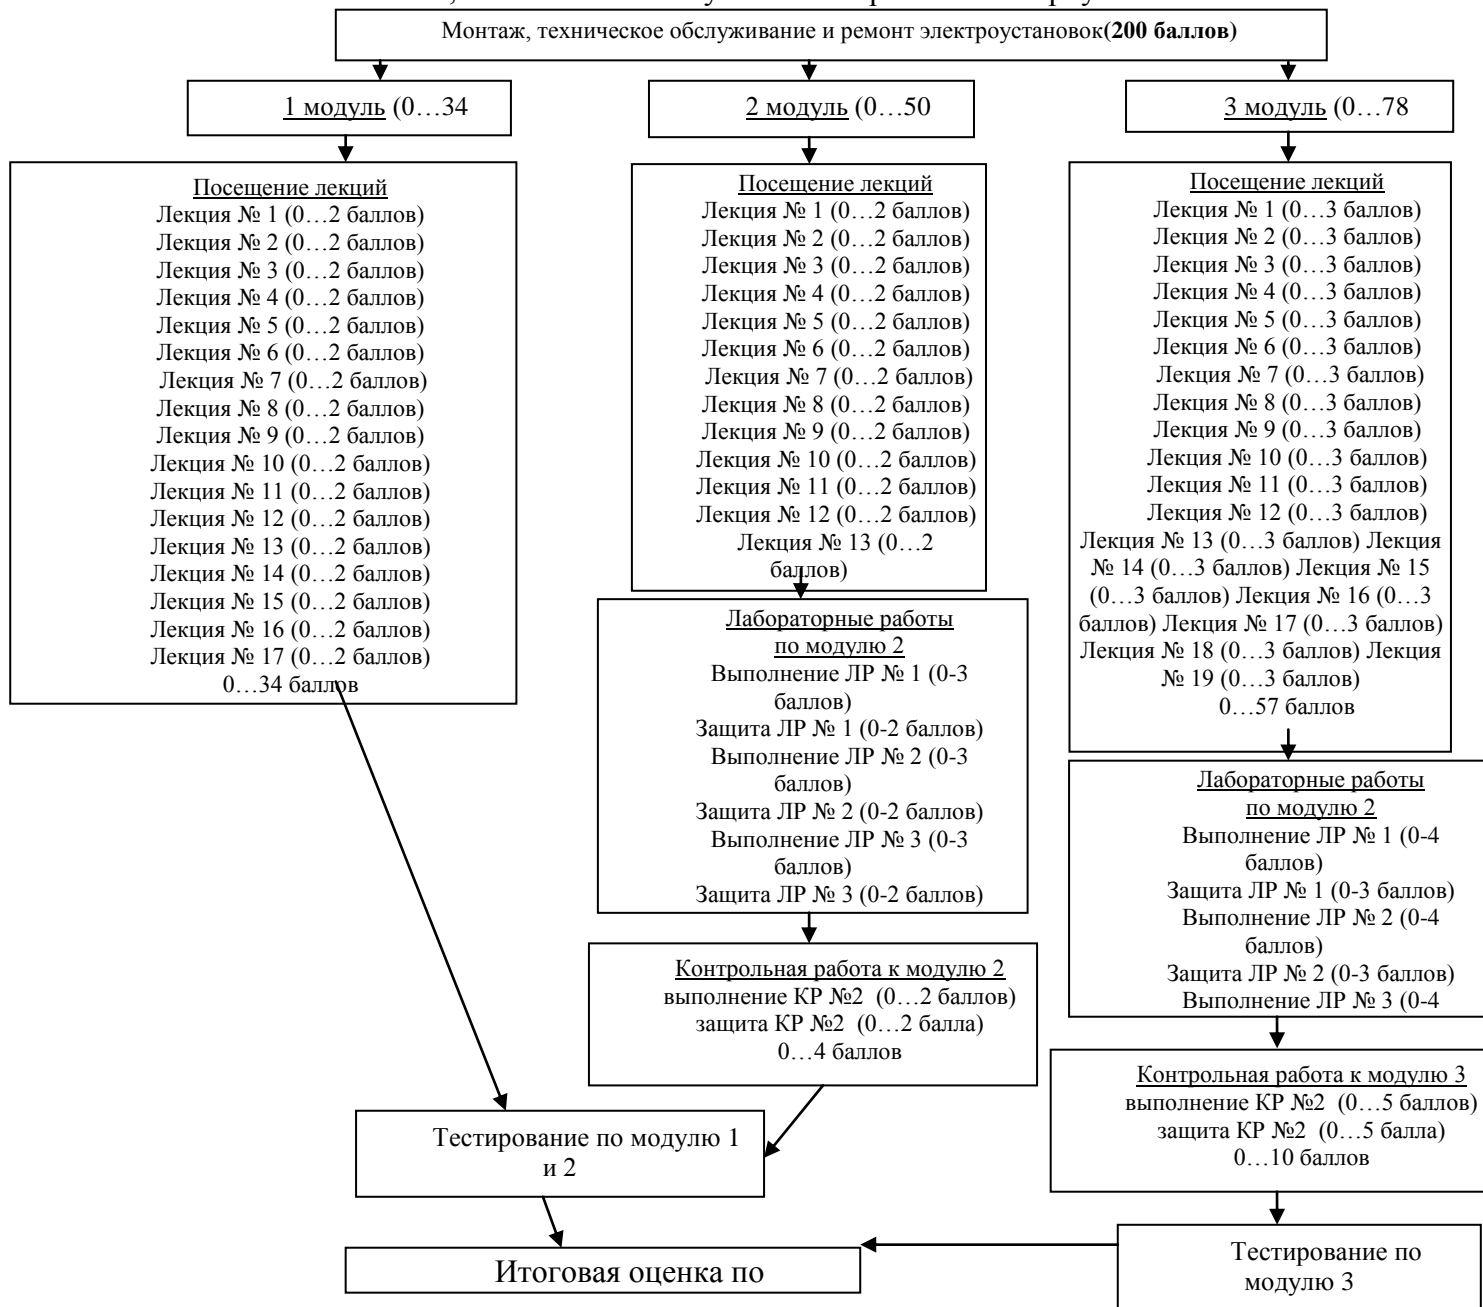 Монтаж, техническое обслуживание и ремонт электроустановок(200 баллов)
1 модуль (0…34
2 модуль (0…50
3 модуль (0…78
Посещение лекций
Лекция № 1 (0…2 баллов)
Лекция № 2 (0…2 баллов)
Лекция № 3 (0…2 баллов)
Лекция № 4 (0…2 баллов)
Лекция № 5 (0…2 баллов)
Лекция № 6 (0…2 баллов)
Лекция № 7 (0…2 баллов)
Лекция № 8 (0…2 баллов)
Лекция № 9 (0…2 баллов)
Лекция № 10 (0…2 баллов)
Лекция № 11 (0…2 баллов)
Лекция № 12 (0…2 баллов)
Лекция № 13 (0…2 баллов)
Лекция № 14 (0…2 баллов)
Лекция № 15 (0…2 баллов)
Лекция № 16 (0…2 баллов)
Лекция № 17 (0…2 баллов)
0…34 баллов
Посещение лекций
Лекция № 1 (0…2 баллов)
Лекция № 2 (0…2 баллов)
Лекция № 3 (0…2 баллов)
Лекция № 4 (0…2 баллов)
Лекция № 5 (0…2 баллов)
Лекция № 6 (0…2 баллов)
Лекция № 7 (0…2 баллов)
Лекция № 8 (0…2 баллов)
Лекция № 9 (0…2 баллов)
Лекция № 10 (0…2 баллов)
Лекция № 11 (0…2 баллов)
Лекция № 12 (0…2 баллов)
Лекция № 13 (0…2
баллов)
Лабораторные работы
по модулю 2
Выполнение ЛР № 1 (0-3
баллов)
Защита ЛР № 1 (0-2 баллов)
Выполнение ЛР № 2 (0-3
баллов)
Защита ЛР № 2 (0-2 баллов)
Выполнение ЛР № 3 (0-3
баллов)
Защита ЛР № 3 (0-2 баллов)
Контрольная работа к модулю 2
выполнение КР №2 (0…2 баллов)
защита КР №2 (0…2 балла)
0…4 баллов
Посещение лекций
Лекция № 1 (0…3 баллов)
Лекция № 2 (0…3 баллов)
Лекция № 3 (0…3 баллов)
Лекция № 4 (0…3 баллов)
Лекция № 5 (0…3 баллов)
Лекция № 6 (0…3 баллов)
Лекция № 7 (0…3 баллов)
Лекция № 8 (0…3 баллов)
Лекция № 9 (0…3 баллов)
Лекция № 10 (0…3 баллов)
Лекция № 11 (0…3 баллов)
Лекция № 12 (0…3 баллов)
Лекция № 13 (0…3 баллов) Лекция
№ 14 (0…3 баллов) Лекция № 15
(0…3 баллов) Лекция № 16 (0…3
баллов) Лекция № 17 (0…3 баллов)
Лекция № 18 (0…3 баллов) Лекция
№ 19 (0…3 баллов)
0…57 баллов
Лабораторные работы
по модулю 2
Выполнение ЛР № 1 (0-4
баллов)
Защита ЛР № 1 (0-3 баллов)
Выполнение ЛР № 2 (0-4
баллов)
Защита ЛР № 2 (0-3 баллов)
Выполнение ЛР № 3 (0-4
Контрольная работа к модулю 3
выполнение КР №2 (0…5 баллов)
защита КР №2 (0…5 балла)
0…10 баллов
Тестирование по модулю 1
и 2
Тестирование по
модулю 3
Итоговая оценка по